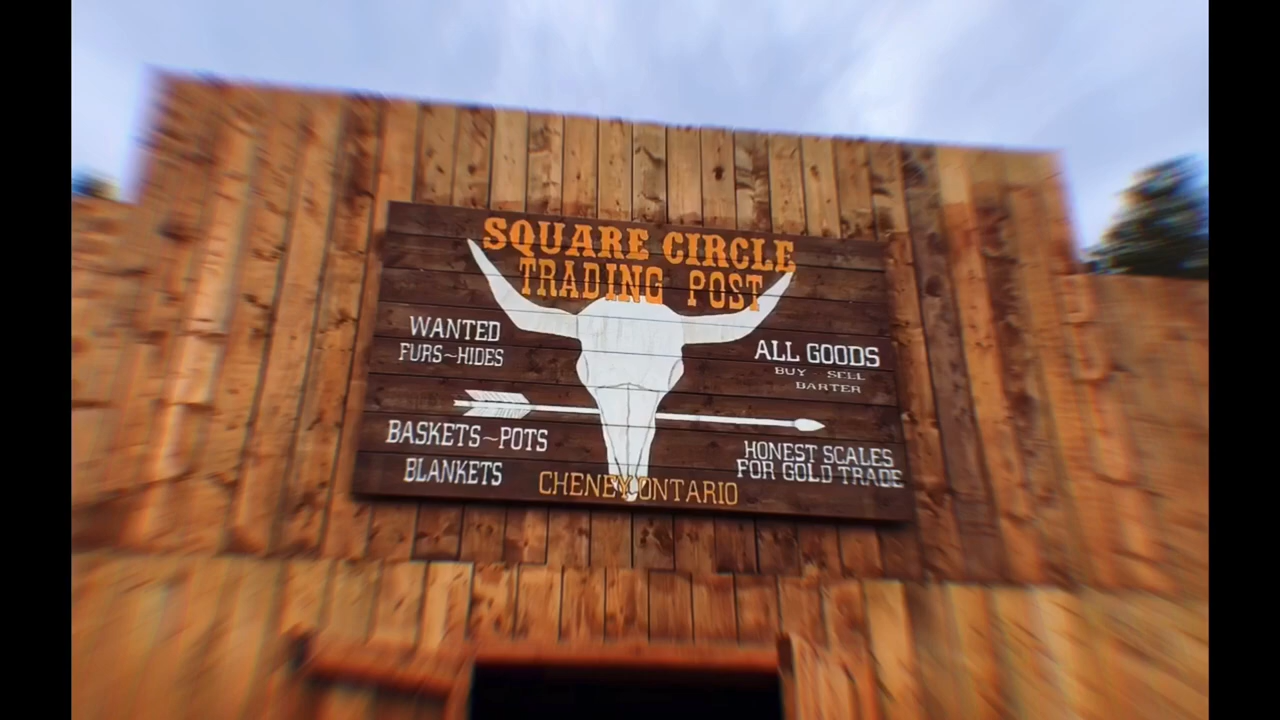 SQUARE CIRCLE
TRADING POST
WANTED
FURS~HIDES
BASKETS~POTS
BLANKETS
ALL GOODS
BUY SELL
BARTER
HONEST SCALES
FOR GOLD TRADE
CHENEY ONTARIO